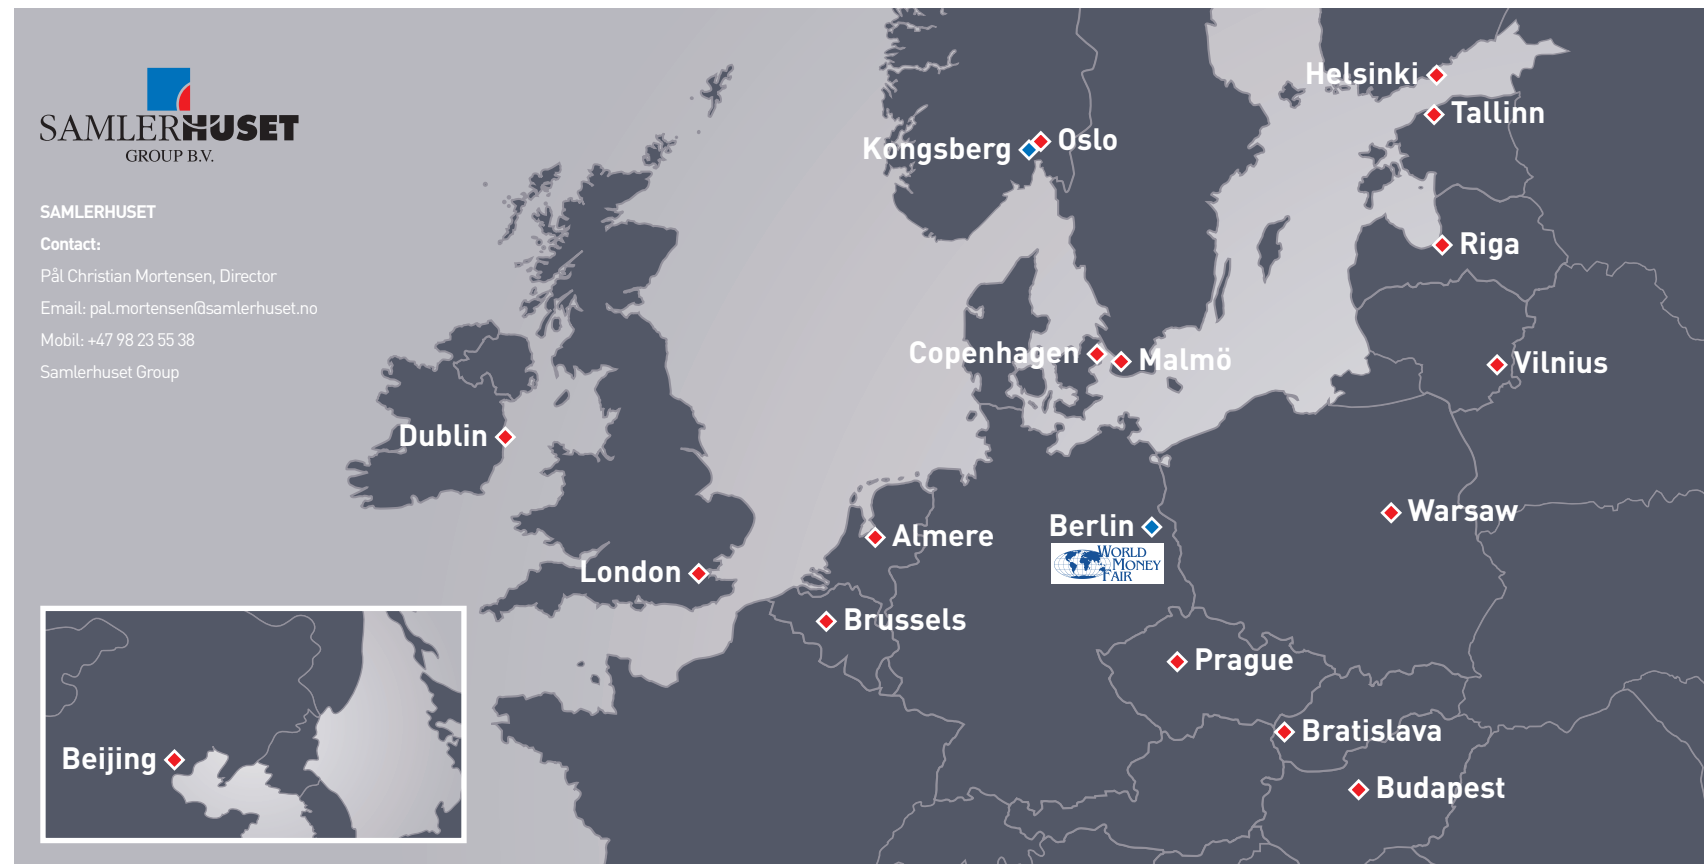 SAMLERHUSET
GROUP B.V.
SAMLERHUSET
Contact:
Pål Christian Mortensen, Director
Email: pal.mortensen@samlerhuset.no
Mobil: +47 98 23 55 38
Samlerhuset Group
Helsinki
Tallinn
Oslo
Kongsberg
Riga
Copenhagen
Malmö
Vilnius
Dublin
Warsaw
Berlin
Almere
WORLD
MONEY
FAIR
London
Brussels
Prague
Bratislava
Beijing
Budapest